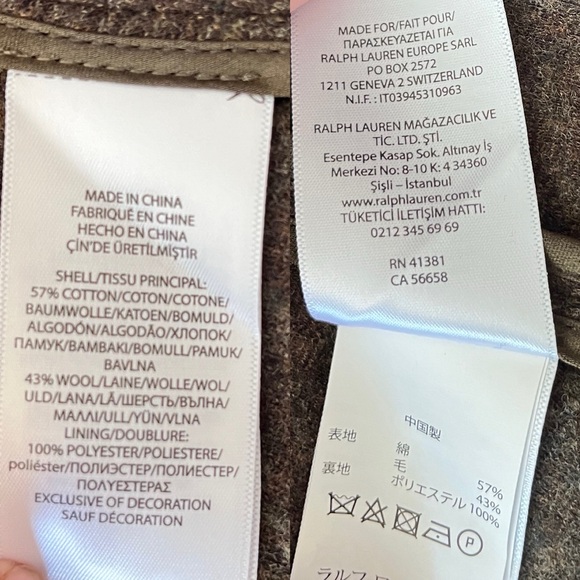 MADE IN CHINA
FABRIQUÉ EN CHINE
HECHO EN CHINA
ÇİN'DE ÜRETİLMİŞTİR
SHELL/TISSU PRINCIPAL:
57% COTTON/COTON/COTONE/
BAUMWOLLE/KATOEN/BOMULD/
ALGODÓN/ALGODÃO/ХЛОПОК/
ПАМУК/ΒΑΜΒΑΚΙ/BOMULL/PAMUK/
BAVLNA
43% WOOL/LAINE/WOLLE/WOL/
ULD/LANA/LÃ/ШЕРСТЬ/ВЪЛНА/
ΜΑΛΛΙ/ULL/YÜN/VLNA
LINING/DOUBLURE:
100% POLYESTER/POLIESTERE/
poliéster/ПОЛИЭСТЕР/ПОЛИЕСТЕР/
ΠΟΛΥΕΣΤΕΡΑΣ
EXCLUSIVE OF DECORATION
SAUF DÉCORATION
MADE FOR/FAIT POUR/
ΠΑΡΑΣΚΕΥΑΖΕΤΑΙ ΓΙΑ
RALPH LAUREN EUROPE SARL
PO BOX 2572
1211 GENEVA 2 SWITZERLAND
N.I.F. : IT03945310963
RALPH LAUREN MAĞAZACILIK VE
TİC. LTD. ŞTİ.
Esentepe Kasap Sok. Altınay İş
Merkezi No: 8-10 K: 4 34360
Şişli – İstanbul
www.ralphlauren.com.tr
TÜKETİCİ İLETİŞİM HATTI:
0212 345 69 69
RN 41381
CA 56658
中国製
表地 綿 57%
毛 43%
裏地 ポリエステル 100%
P
ラルフ